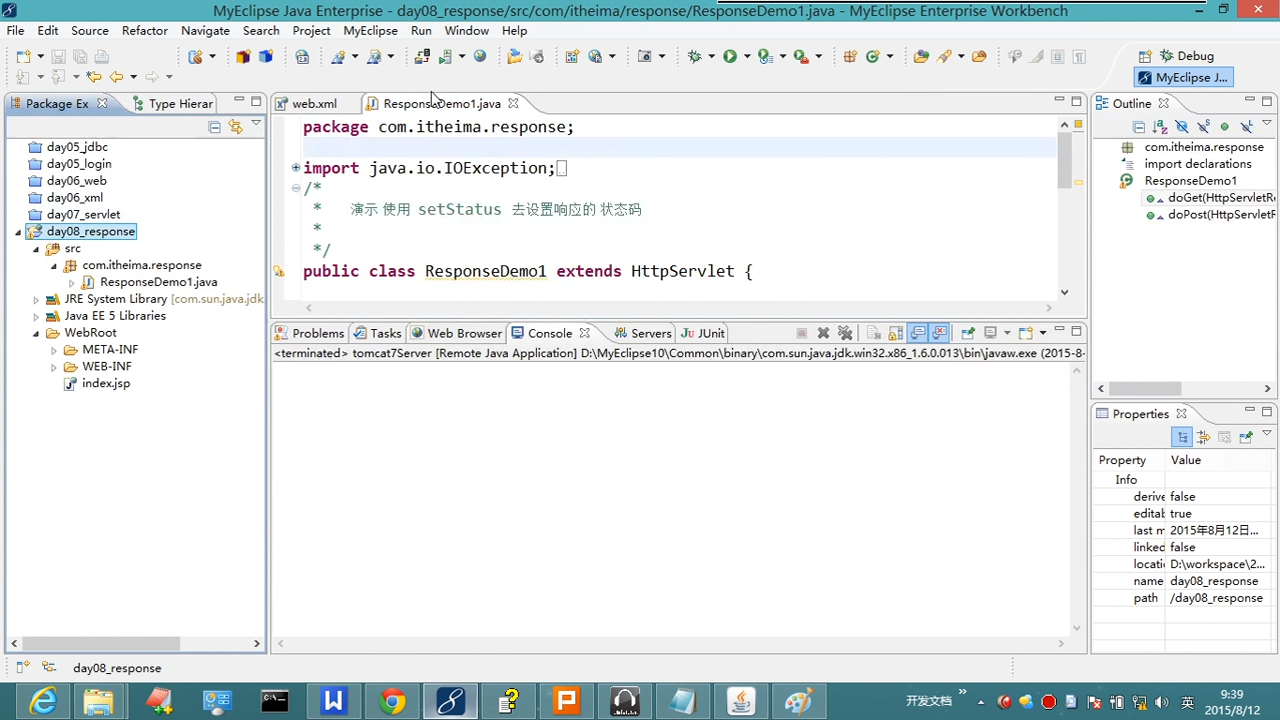 MyEclipse Java Enterprise - day08_response/src/com/itheima/response/ResponseDemo1.java - MyEclipse Enterprise Workbench
File Edit Source Refactor Navigate Search Project MyEclipse Run Window Help
Debug
MyEclipse J...
Package Ex
Type Hierar
day05_jdbc
day05_login
day06_web
day06_xml
day07_servlet
day08_response
src
com.itheima.response
ResponseDemo1.java
JRE System Library [com.sun.java.jdk
Java EE 5 Libraries
WebRoot
META-INF
WEB-INF
index.jsp
web.xml
ResponseDemo1.java
package com.itheima.response;
import java.io.IOException;
/*
* 演示 使用 setStatus 去设置响应的 状态码
*
*/
public class ResponseDemo1 extends HttpServlet {
Problems Tasks Web Browser Console Servers JUnit
<terminated> tomcat7Server [Remote Java Application] D:\MyEclipse10\Common\binary\com.sun.java.jdk.win32.x86_1.6.0.013\bin\javaw.exe (2015-8-
Outline
com.itheima.response
import declarations
ResponseDemo1
doGet(HttpServletRe
doPost(HttpServletR
Properties
Property Value
Info
derive false
editab true
last m 2015年8月12日...
linked false
locati D:\workspace\2...
name day08_response
path /day08_response
day08_response
开发文档
英
9:39
2015/8/12